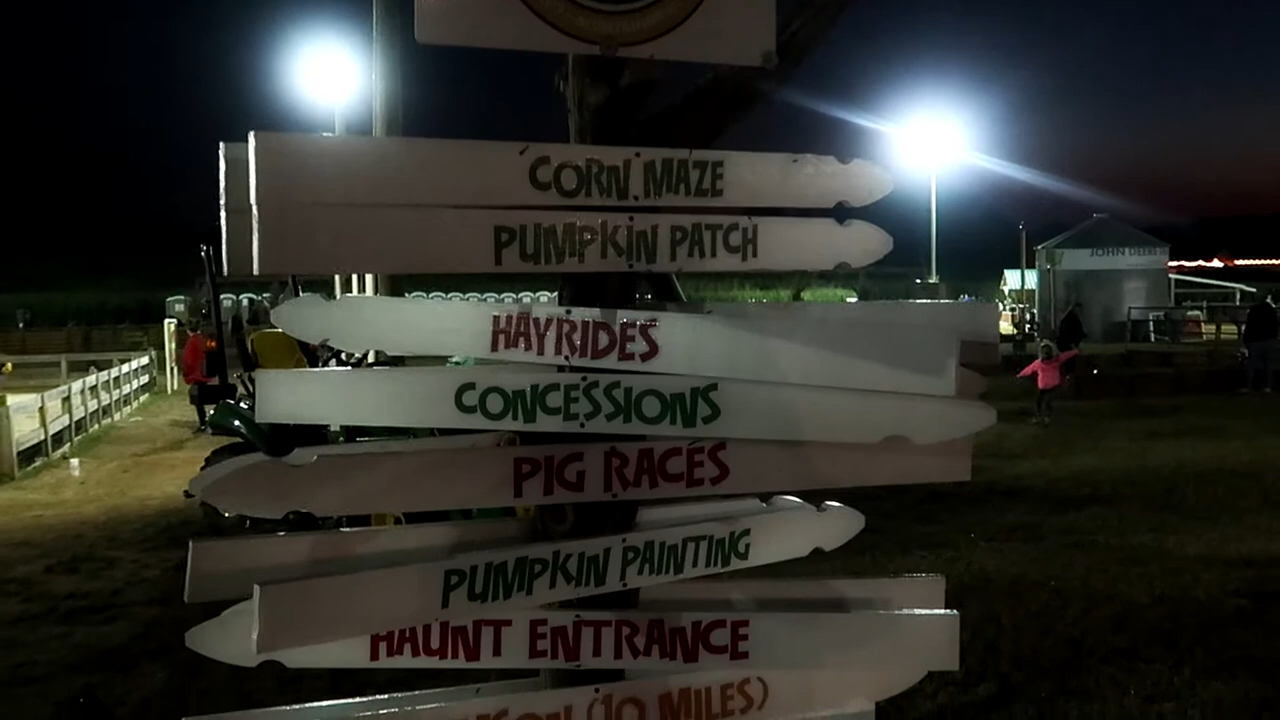 CORN MAZE
PUMPKIN PATCH
JOHN DEERE
HAYRIDES
CONCESSIONS
PIG RACES
PUMPKIN PAINTING
HAUNT ENTRANCE
(10 MILES)